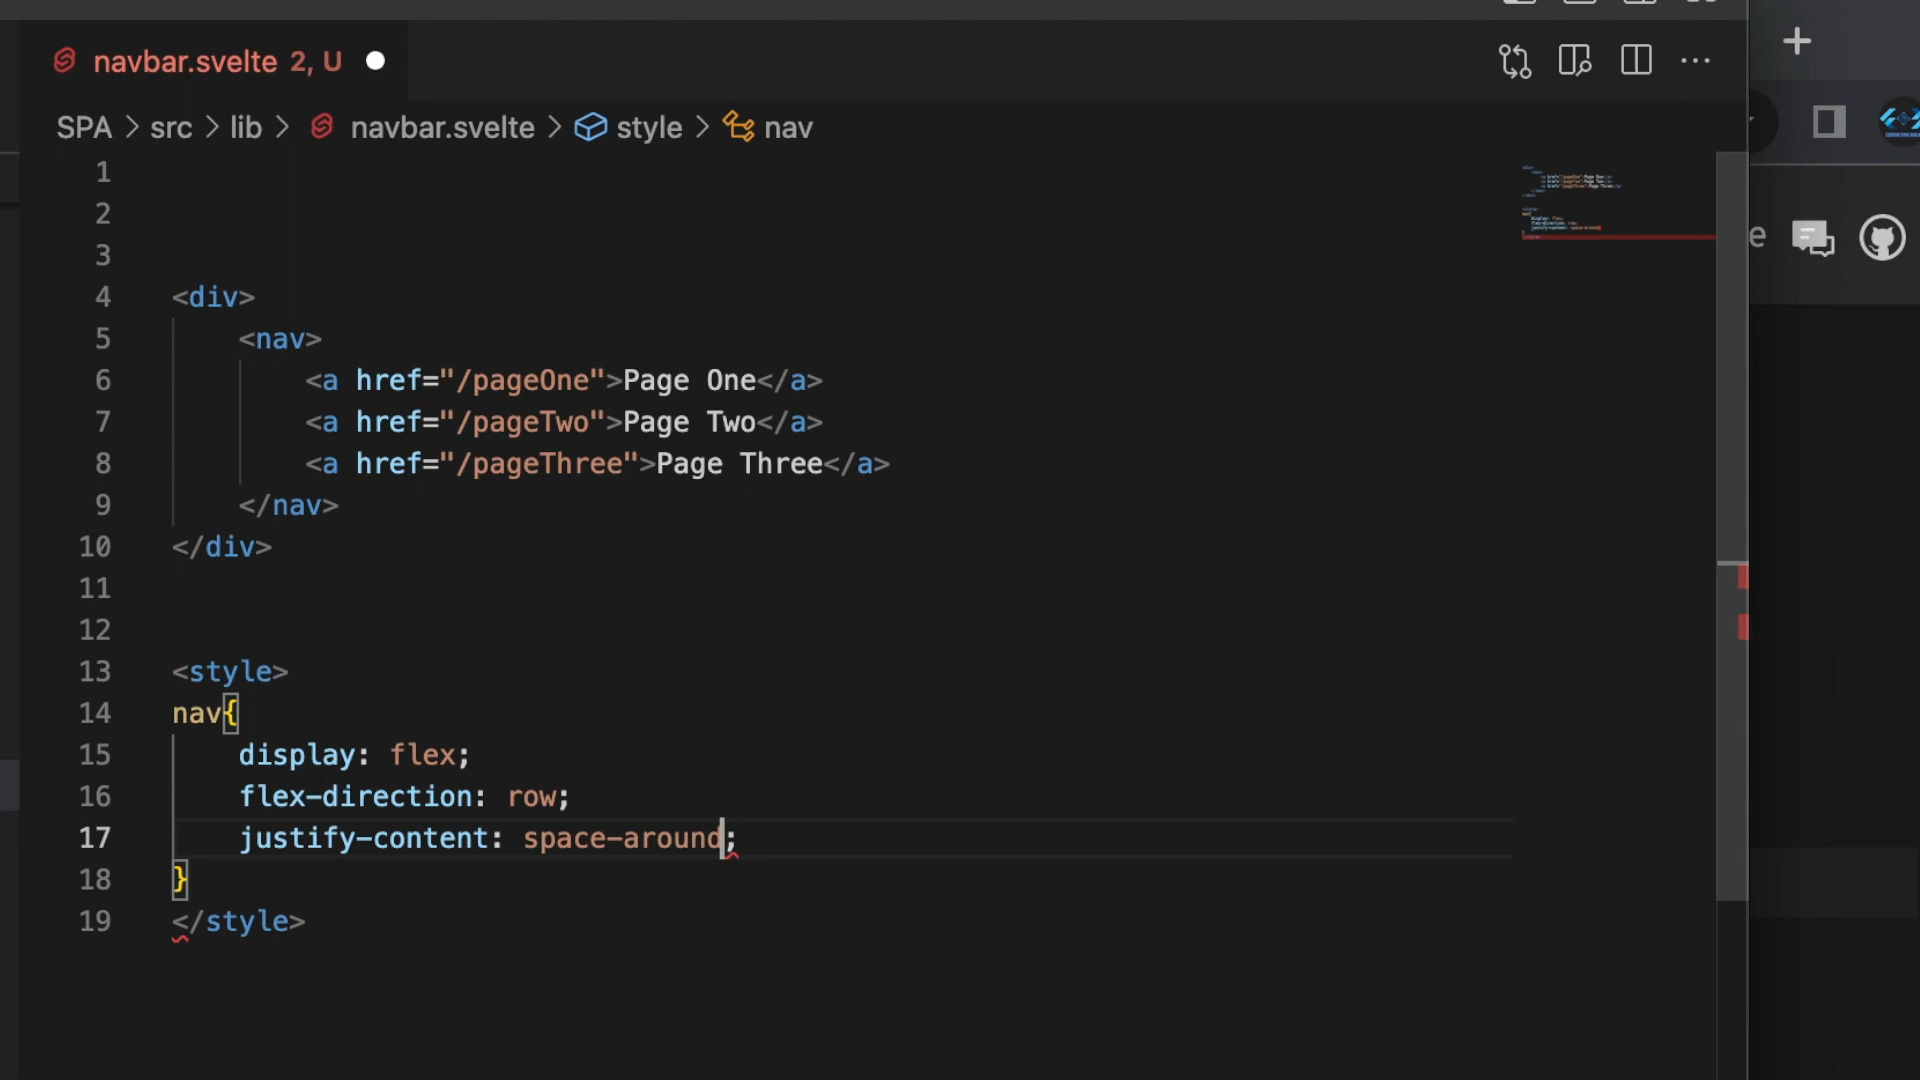 navbar.svelte 2, U
SPA > src > lib > navbar.svelte > style > nav
1
2
3
4 <div>
5 <nav>
6 <a href="/pageOne">Page One</a>
7 <a href="/pageTwo">Page Two</a>
8 <a href="/pageThree">Page Three</a>
9 </nav>
10 </div>
11
12
13 <style>
14 nav{
15 display: flex;
16 flex-direction: row;
17 justify-content: space-around;
18 }
19 </style>
e